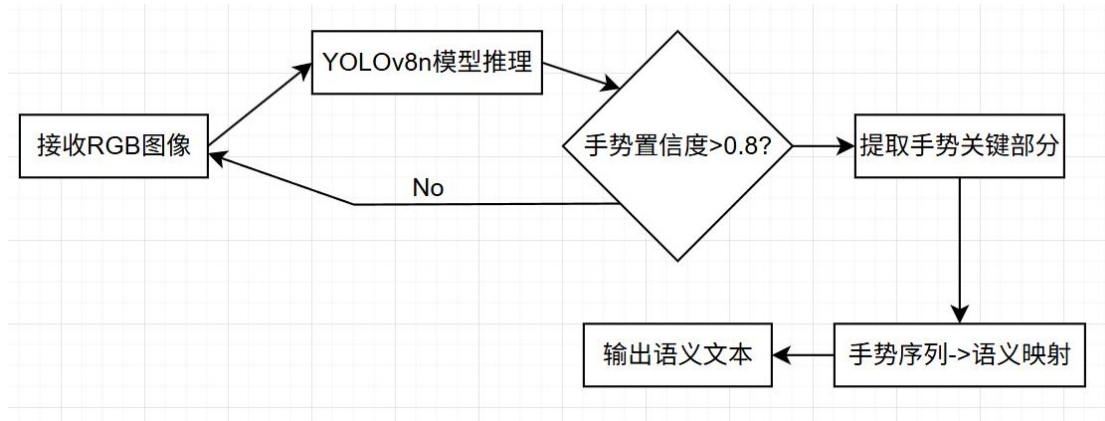 YOLOv8n模型推理
接收RGB图像
手势置信度>0.8?
提取手势关键部分
No
输出语义文本
手势序列->语义映射